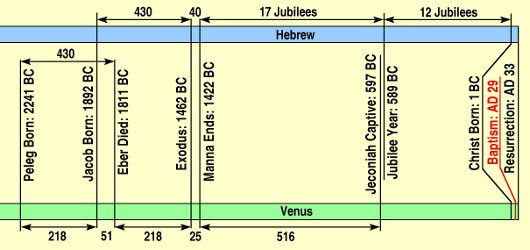 430
40
17 Jubilees
12 Jubilees
Hebrew
430
Peleg Born: 2241 BC
Jacob Born: 1892 BC
Eber Died: 1811 BC
Exodus: 1462 BC
Manna Ends: 1422 BC
Jeconiah Captive: 597 BC
Jubilee Year: 589 BC
Christ Born: 1 BC
Baptism: AD 29
Resurrection: AD 33
Venus
218
51
218
25
516